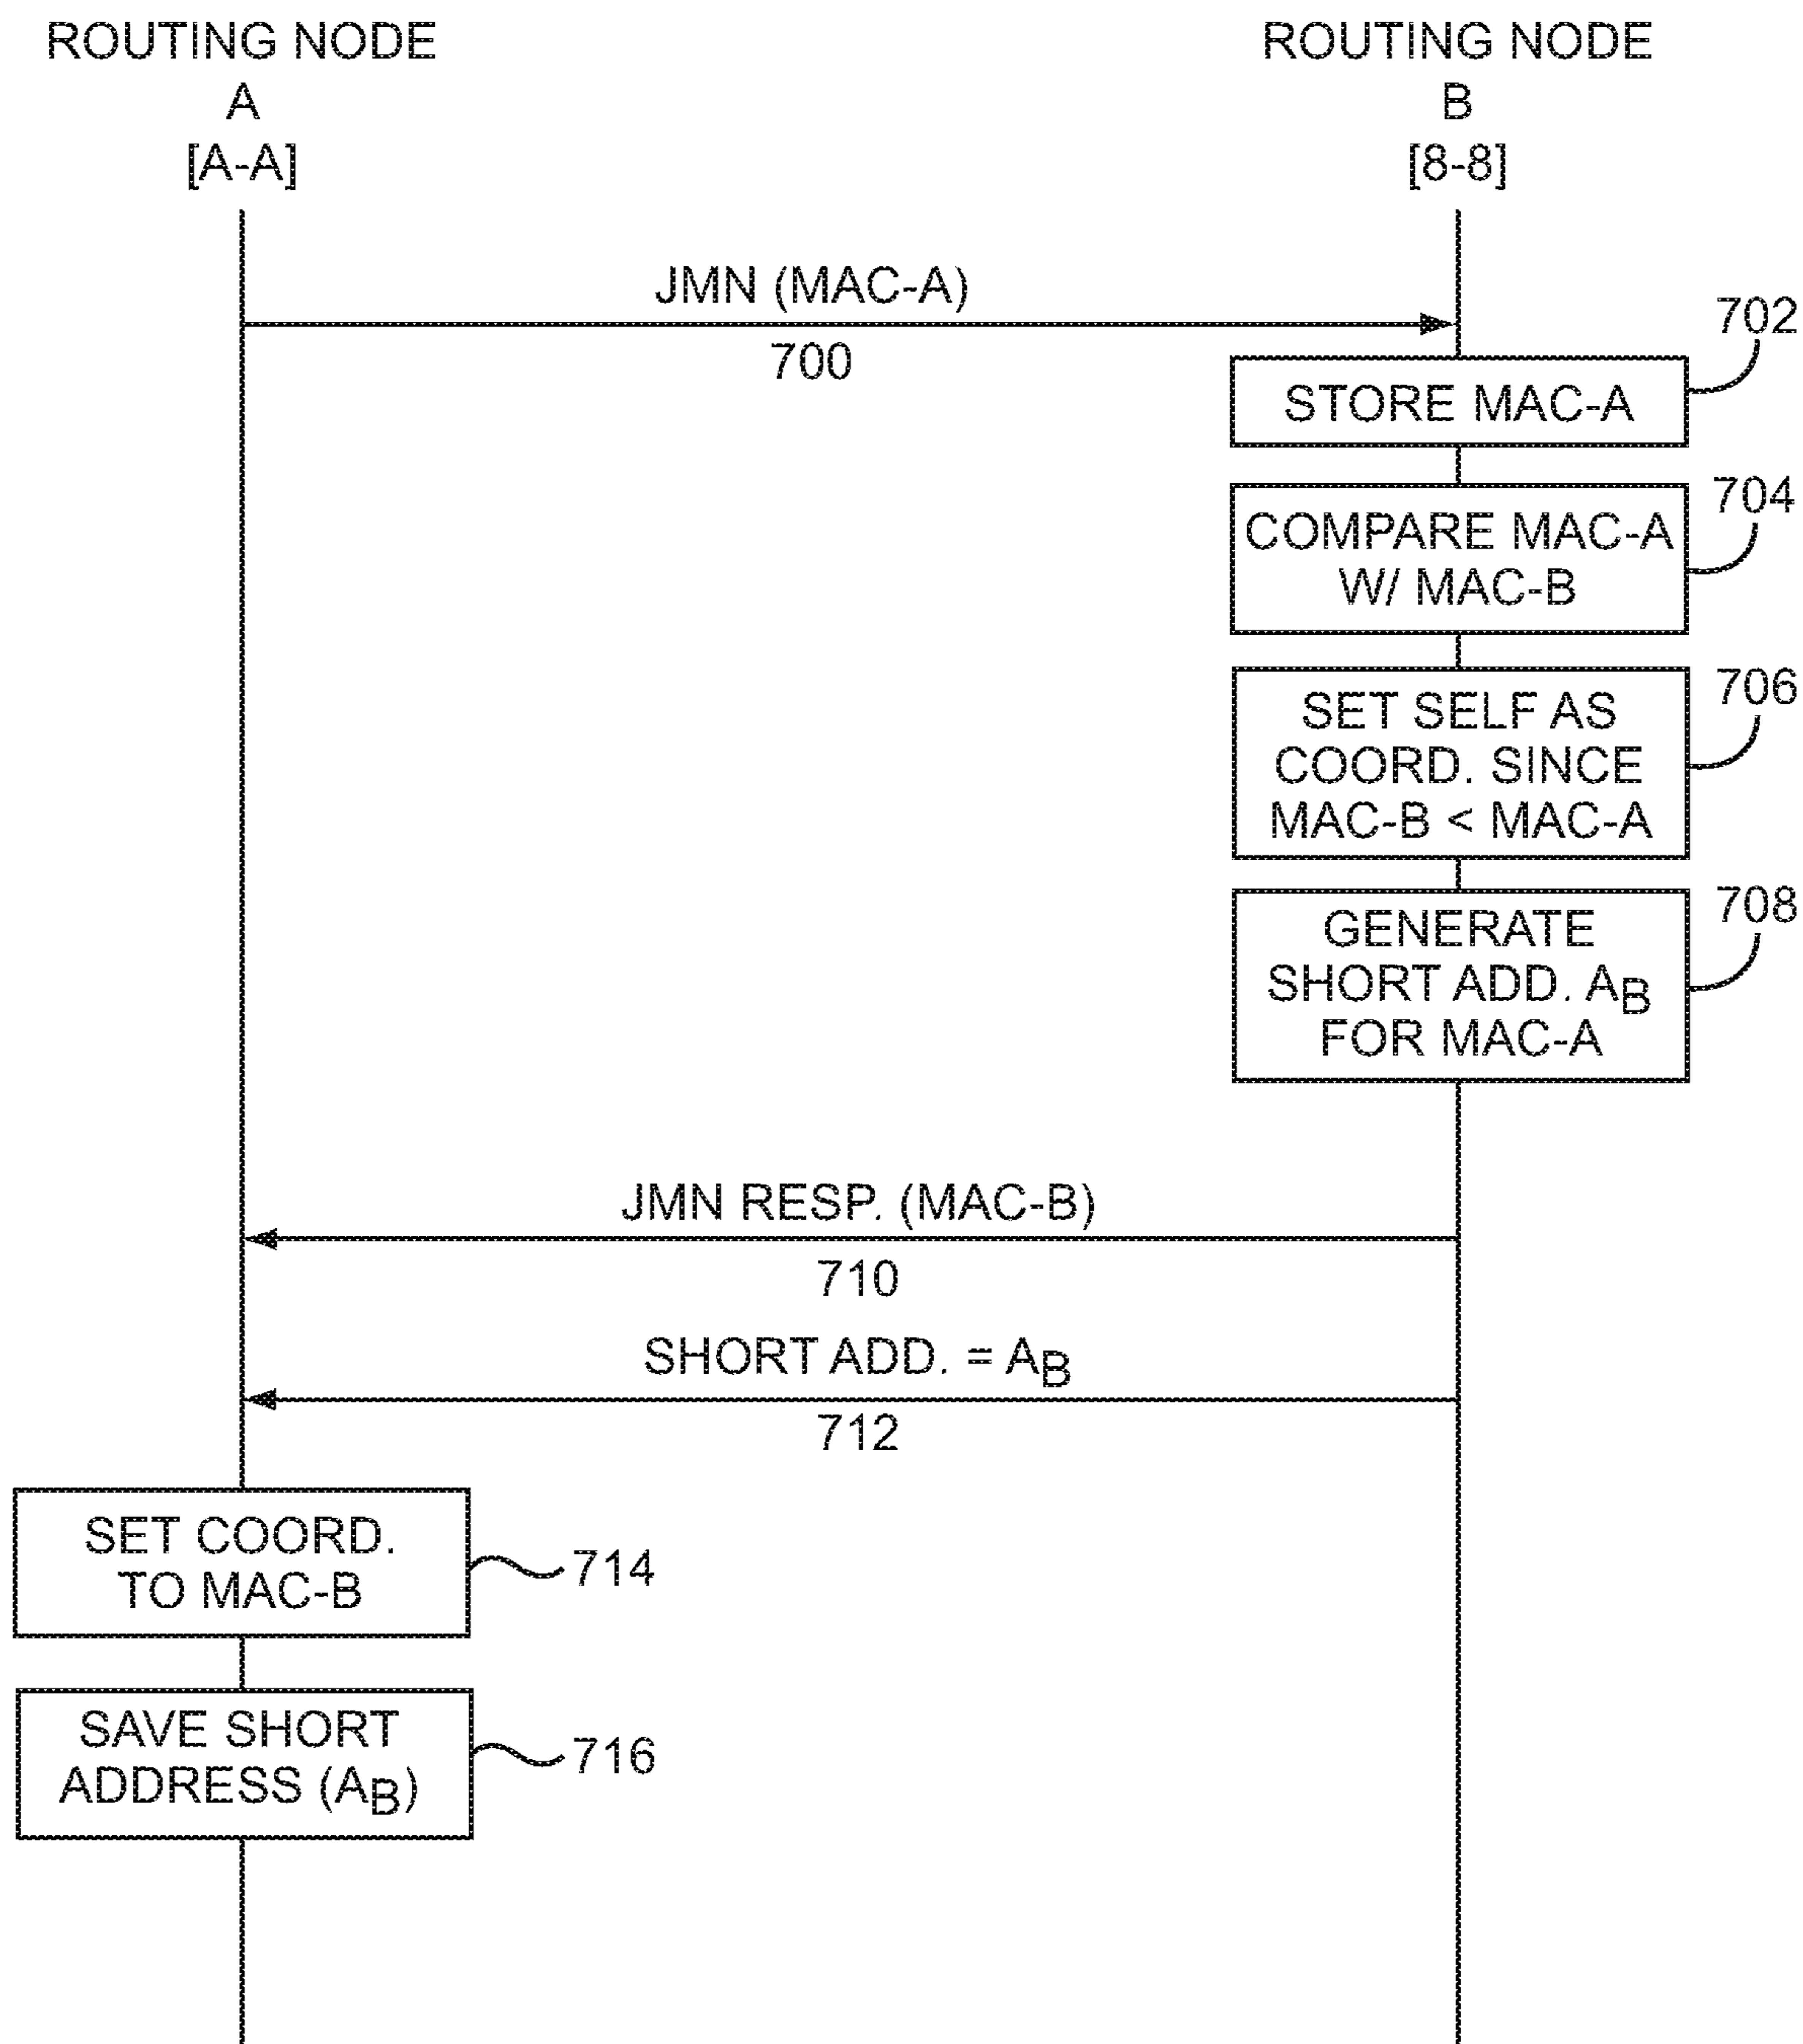 ROUTING NODE
A
[A-A]
ROUTING NODE
B
[8-8]
JMN (MAC-A)
700
702
STORE MAC-A
704
COMPARE MAC-A
W/ MAC-B
706
SET SELF AS
COORD. SINCE
MAC-B < MAC-A
708
GENERATE
SHORT ADD. AB
FOR MAC-A
JMN RESP. (MAC-B)
710
SHORT ADD. = AB
712
SET COORD.
TO MAC-B
714
SAVE SHORT
ADDRESS (AB)
716